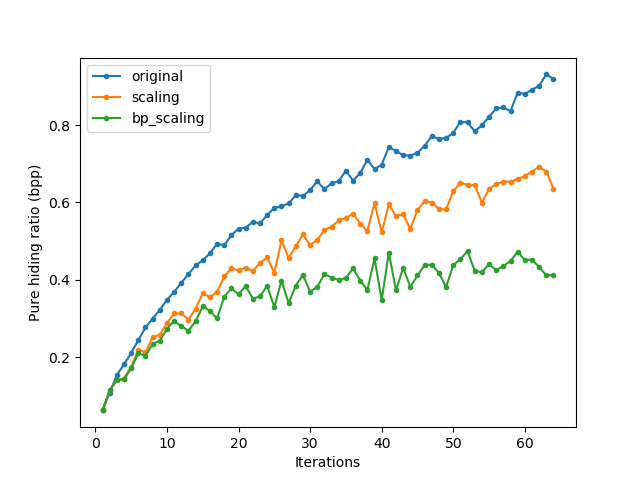 original
scaling
bp_scaling
Pure hiding ratio (bpp)
0.8
0.6
0.4
0.2
0 10 20 30 40 50 60
Iterations